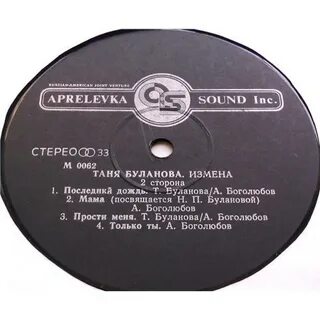 RUSSIAN-AMERICAN JOINT VENTURE
APRELEVKA SOUND Inc.
СТЕРЕО 33
М 0062
ТАНЯ БУЛАНОВА. ИЗМЕНА
2 сторона
1. Последний дождь. Т. Буланова/А. Боголюбов
2. Мама (посвящается Н. П. Булановой)
А. Боголюбов
3. Прости меня. Т. Буланова/А. Боголюбов
4. Только ты. А. Боголюбов